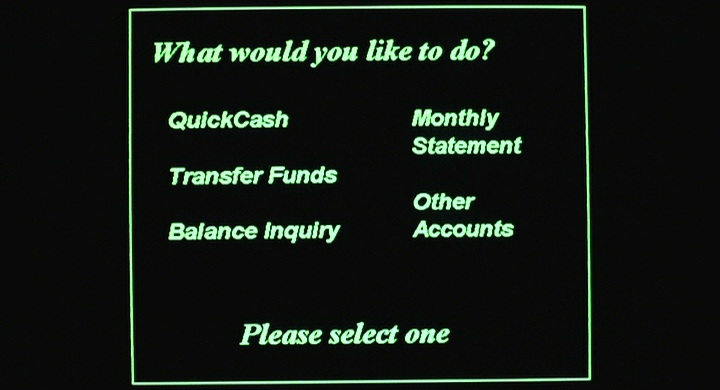 What would you like to do?
QuickCash
Transfer Funds
Balance Inquiry
Monthly
Statement
Other
Accounts
Please select one